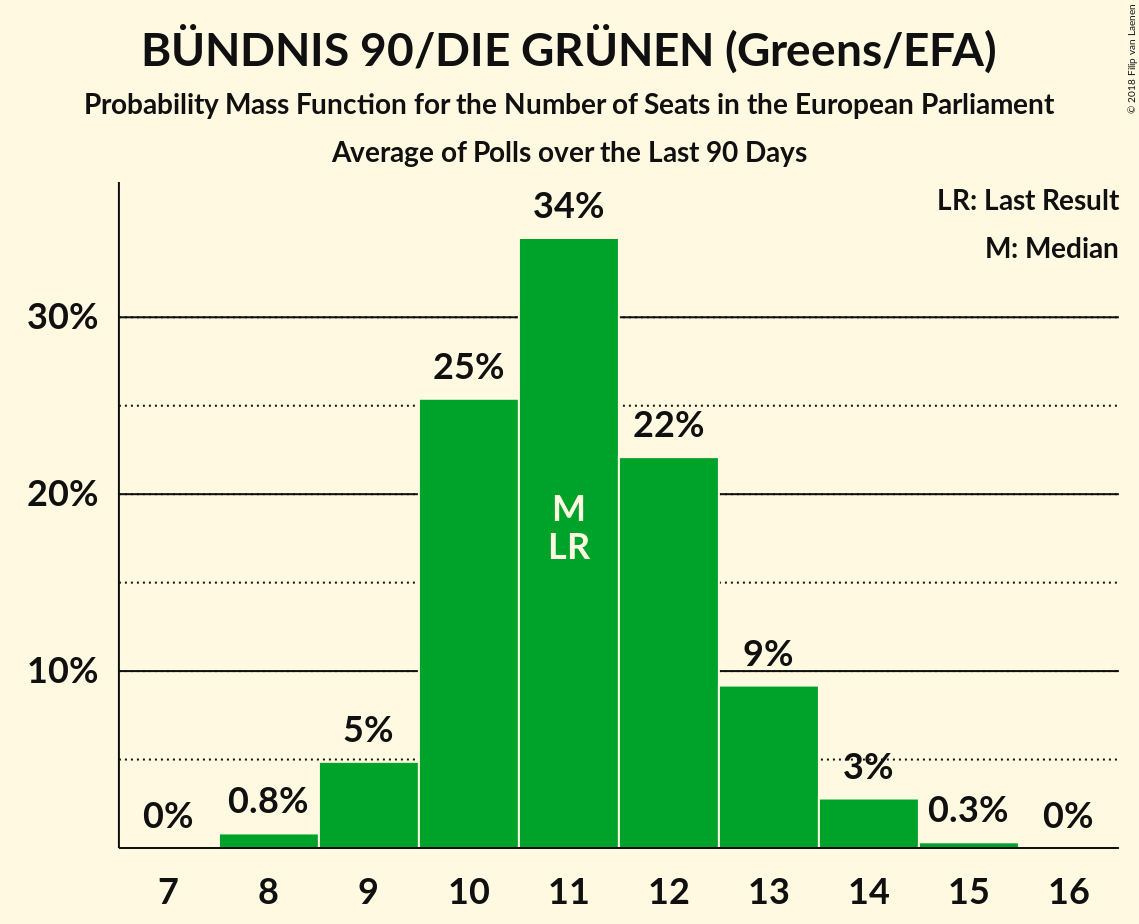 BÜNDNIS 90/DIE GRÜNEN (Greens/EFA)
Probability Mass Function for the Number of Seats in the European Parliament
Average of Polls over the Last 90 Days
© 2018 Filip van Laenen
LR: Last Result
M: Median
34%
30%
25%
22%
20%
M
LR
10%
9%
5%
3%
0.8%
0.3%
0%
0%
7 8 9 10 11 12 13 14 15 16